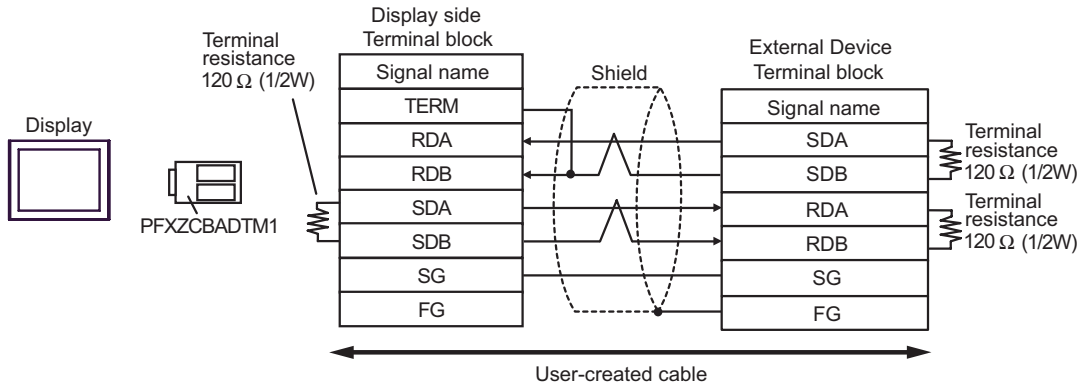 Display
PFXZCBADTM1
Terminal
resistance
120 Ω (1/2W)
Display side
Terminal block
Signal name
TERM
RDA
RDB
SDA
SDB
SG
FG
Shield
External Device
Terminal block
Signal name
SDA
SDB
RDA
RDB
SG
FG
Terminal
resistance
120 Ω (1/2W)
Terminal
resistance
120 Ω (1/2W)
User-created cable